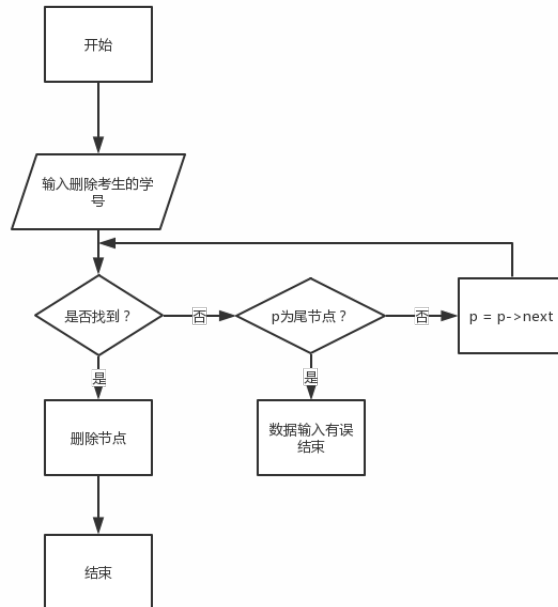 开始
输入删除考生的学
号
是否找到？
否
p为尾节点？
否
p = p->next
是
是
删除节点
数据输入有误
结束
结束